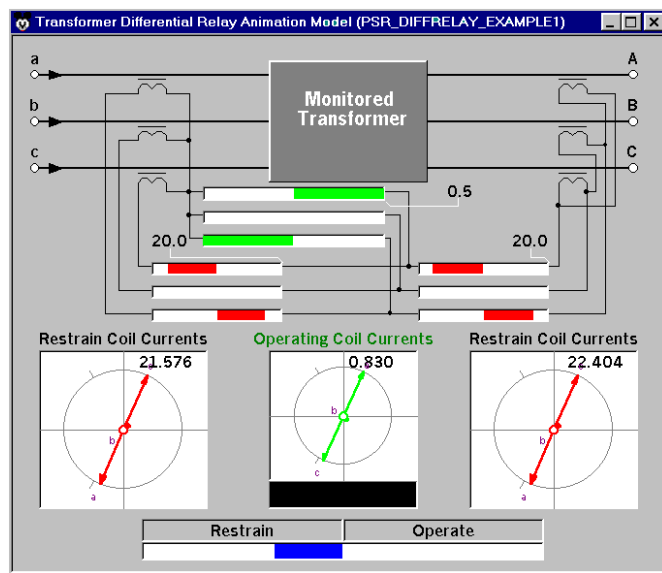 Transformer Differential Relay Animation Model (PSR_DIFFRELAY_EXAMPLE1)
a A
Monitored
Transformer
b B
c C
0.5
20.0 20.0
Restrain Coil Currents Operating Coil Currents Restrain Coil Currents
21.576 0.830 22.404
b b b
a c a
Restrain Operate